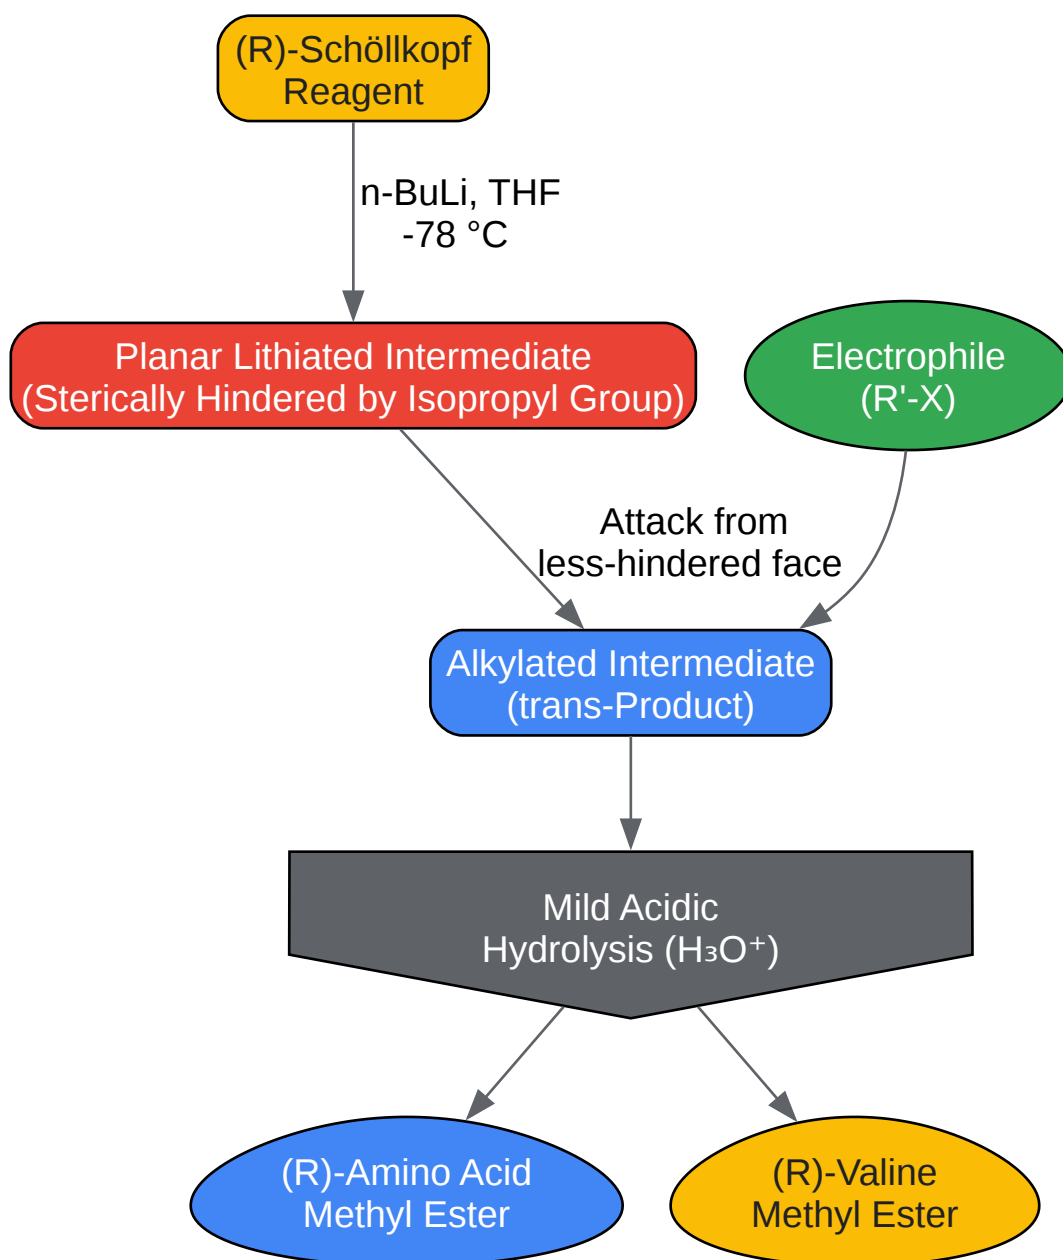 (R)-Schöllkopf
Reagent
n-BuLi, THF
-78 °C
Planar Lithiated Intermediate
(Sterically Hindered by Isopropyl Group)
Electrophile
(R'-X)
Attack from
less-hindered face
Alkylated Intermediate
(trans-Product)
Mild Acidic
Hydrolysis (H₃O⁺)
(R)-Amino Acid
Methyl Ester
(R)-Valine
Methyl Ester